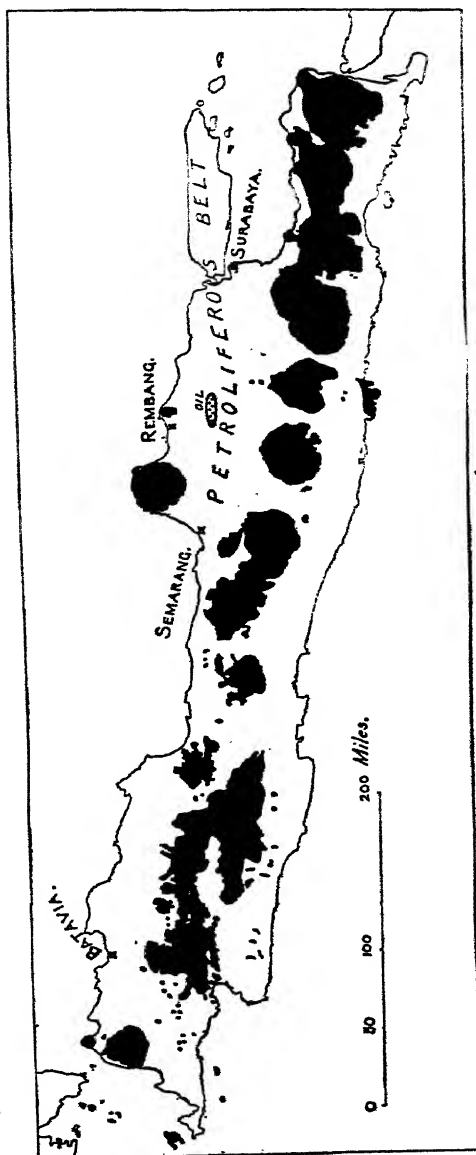 BATAVIA.
SEMARANG.
REMBANG.
OIL
PETROLIFEROUS BELT
SURABAYA.
0 50 100 200 Miles.